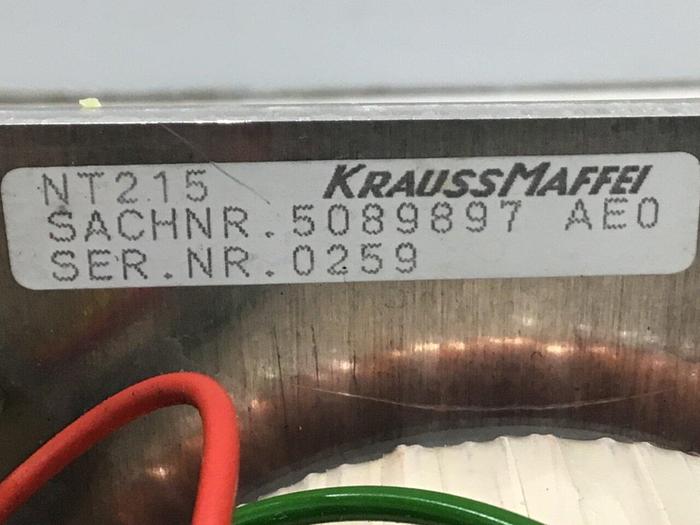 NT215 KRAUSSMAFFEI
SACHNR.5089897 AE0
SER.NR.0259